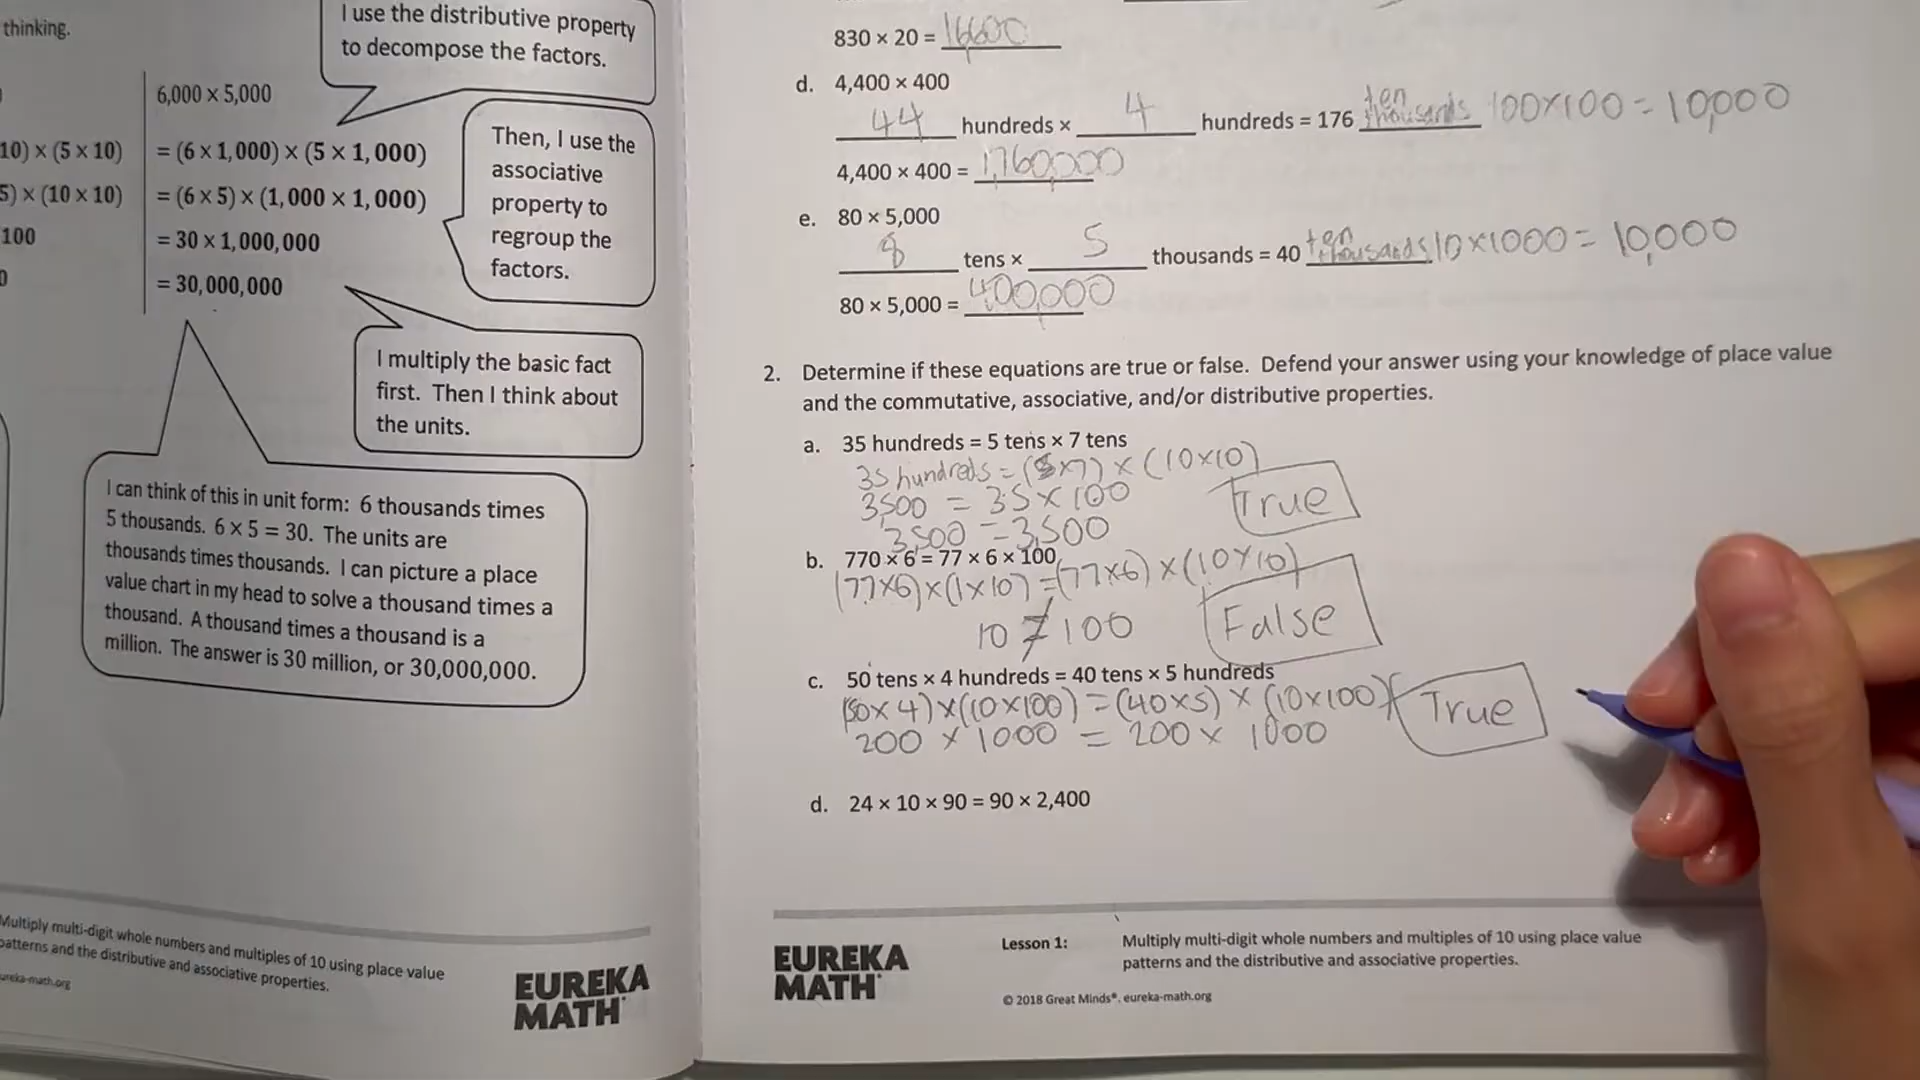 thinking.
I use the distributive property
to decompose the factors.
6,000 × 5,000
10) × (5 × 10)
= (6 × 1,000) × (5 × 1,000)
5) × (10 × 10)
= (6 × 5) × (1,000 × 1,000)
100
= 30 × 1,000,000
0
= 30,000,000
Then, I use the
associative
property to
regroup the
factors.
I multiply the basic fact
first. Then I think about
the units.
I can think of this in unit form: 6 thousands times
5 thousands. 6 × 5 = 30. The units are
thousands times thousands. I can picture a place
value chart in my head to solve a thousand times a
thousand. A thousand times a thousand is a
million. The answer is 30 million, or 30,000,000.
Multiply multi-digit whole numbers and multiples of 10 using place value
patterns and the distributive and associative properties.
eureka-math.org
EUREKA
MATH
830 × 20 = 16600
d. 4,400 × 400
44 hundreds × 4 hundreds = 176 ten thousands 100×100 = 10,000
4,400 × 400 = 1,760,000
e. 80 × 5,000
8 tens × 5 thousands = 40 ten thousands 10×1000 = 10,000
80 × 5,000 = 400,000
2. Determine if these equations are true or false. Defend your answer using your knowledge of place value
and the commutative, associative, and/or distributive properties.
a. 35 hundreds = 5 tens × 7 tens
35 hundreds = (5×7) × (10×10)
3500 = 35 × 100 True
3,500 = 3,500
b. 770 × 6 = 77 × 6 × 100
(77×6)×(1×10) = (77×6) × (10×10)
10 ≠ 100 False
c. 50 tens × 4 hundreds = 40 tens × 5 hundreds
(50×4)×(10×100) = (40×5) × (10×100) True
200 × 1000 = 200 × 1000
d. 24 × 10 × 90 = 90 × 2,400
EUREKA
MATH
Lesson 1: Multiply multi-digit whole numbers and multiples of 10 using place value
patterns and the distributive and associative properties.
© 2018 Great Minds®. eureka-math.org